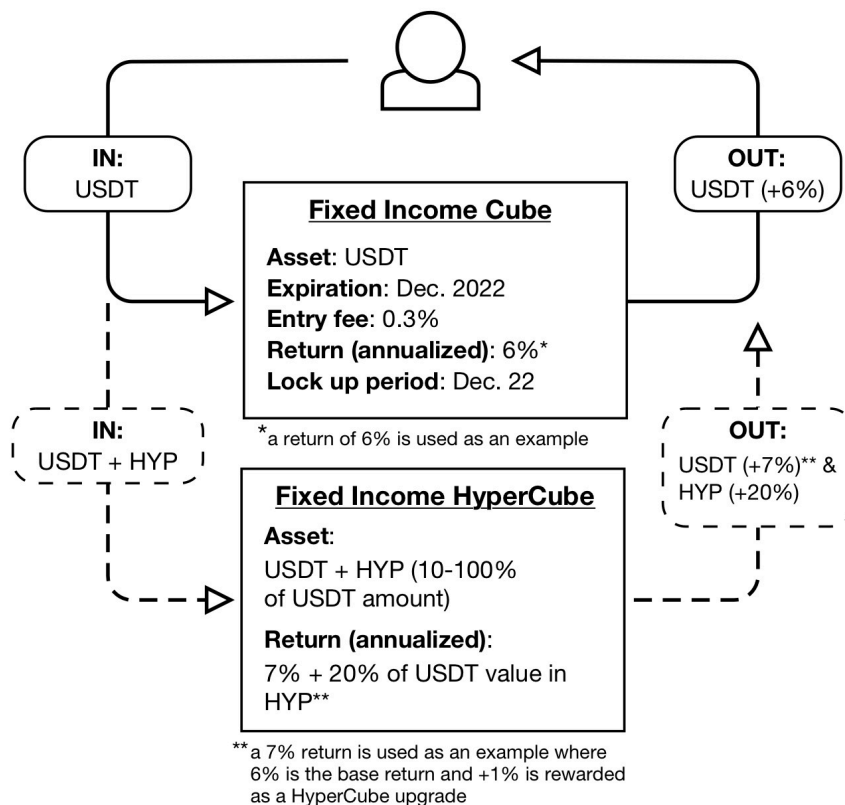 IN:
USDT
OUT:
USDT (+6%)
Fixed Income Cube
Asset: USDT
Expiration: Dec. 2022
Entry fee: 0.3%
Return (annualized): 6%*
Lock up period: Dec. 22
*a return of 6% is used as an example
IN:
USDT + HYP
OUT:
USDT (+7%)** &
HYP (+20%)
Fixed Income HyperCube
Asset:
USDT + HYP (10-100%
of USDT amount)
Return (annualized):
7% + 20% of USDT value in
HYP**
**a 7% return is used as an example where
6% is the base return and +1% is rewarded
as a HyperCube upgrade